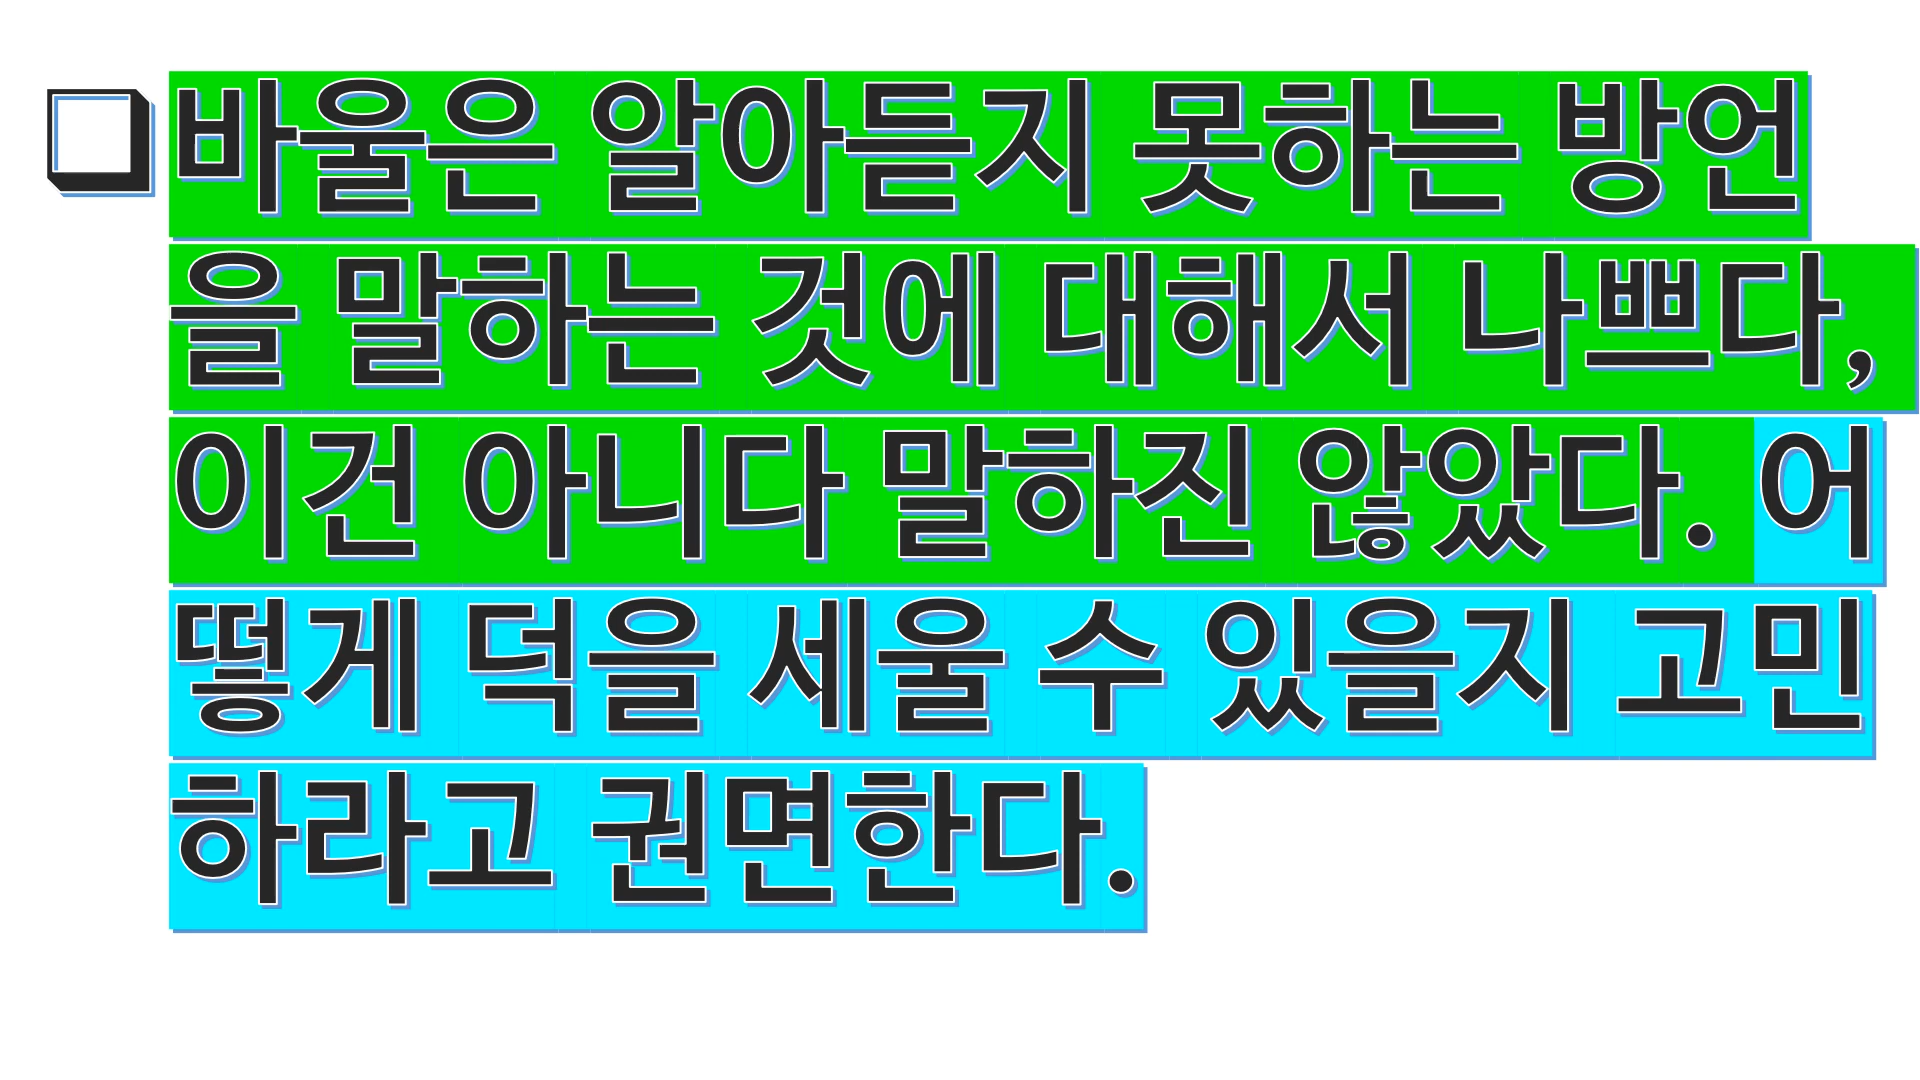 ❑바울은 알아듣지 못하는 방언
을 말하는 것에 대해서 나쁘다,
이건 아니다 말하진 않았다. 어
떻게 덕을 세울 수 있을지 고민
하라고 권면한다.